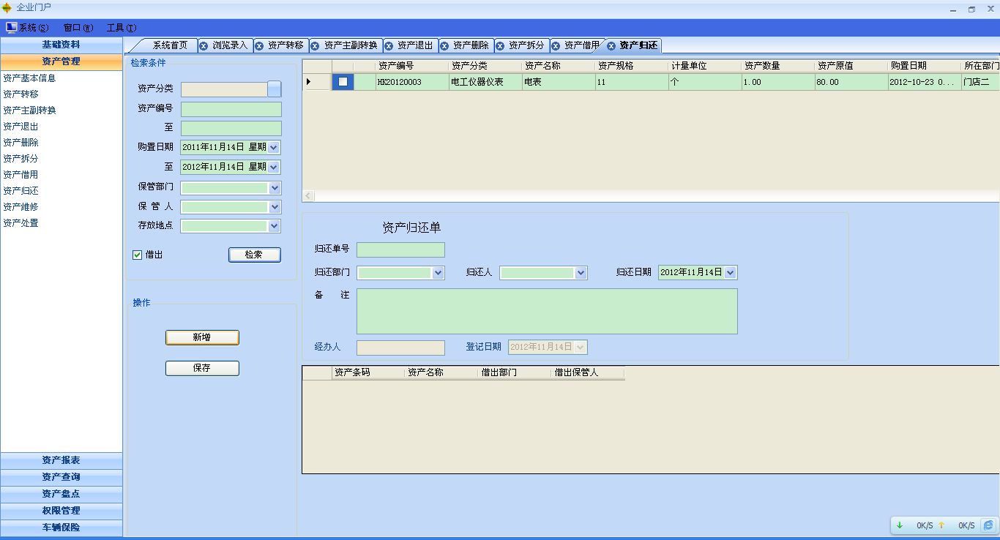 企业门户
系统(S) 窗口(W) 工具(T)
基础资料
资产管理
资产基本信息
资产转移
资产主副转换
资产退出
资产删除
资产拆分
资产借用
资产归还
资产维修
资产处置
资产报表
资产查询
资产盘点
权限管理
车辆保险
系统首页 浏览录入 资产转移 资产主副转换 资产退出 资产删除 资产拆分 资产借用 资产归还
检索条件
资产分类
资产编号
至
购置日期 2011年11月14日 星期
至 2012年11月14日 星期
保管部门
保 管 人
存放地点
借出 检索
操作
新增
保存
资产编号 资产分类 资产名称 资产规格 计量单位 资产数量 资产原值 购置日期 所在部门
HK20120003 电工仪器仪表 电表 11 个 1.00 80.00 2012-10-23 0... 门店二
资产归还单
归还单号
归还部门 归还人 归还日期 2012年11月14日
备 注
经办人 登记日期 2012年11月14日
资产条码 资产名称 借出部门 借出保管人
0K/S 0K/S